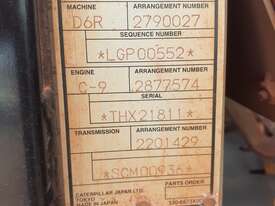 MACHINE ARRANGEMENT NUMBER
D6R 2790027
SEQUENCE NUMBER
*LGP00552*
ENGINE ARRANGEMENT NUMBER
C-9 2877574
SERIAL
*THX21811*
TRANSMISSION ARRANGEMENT NUMBER
2201429
*SCM00936*
CATERPILLAR JAPAN LTD. PARTS ORDER
TOKYO
MADE IN JAPAN